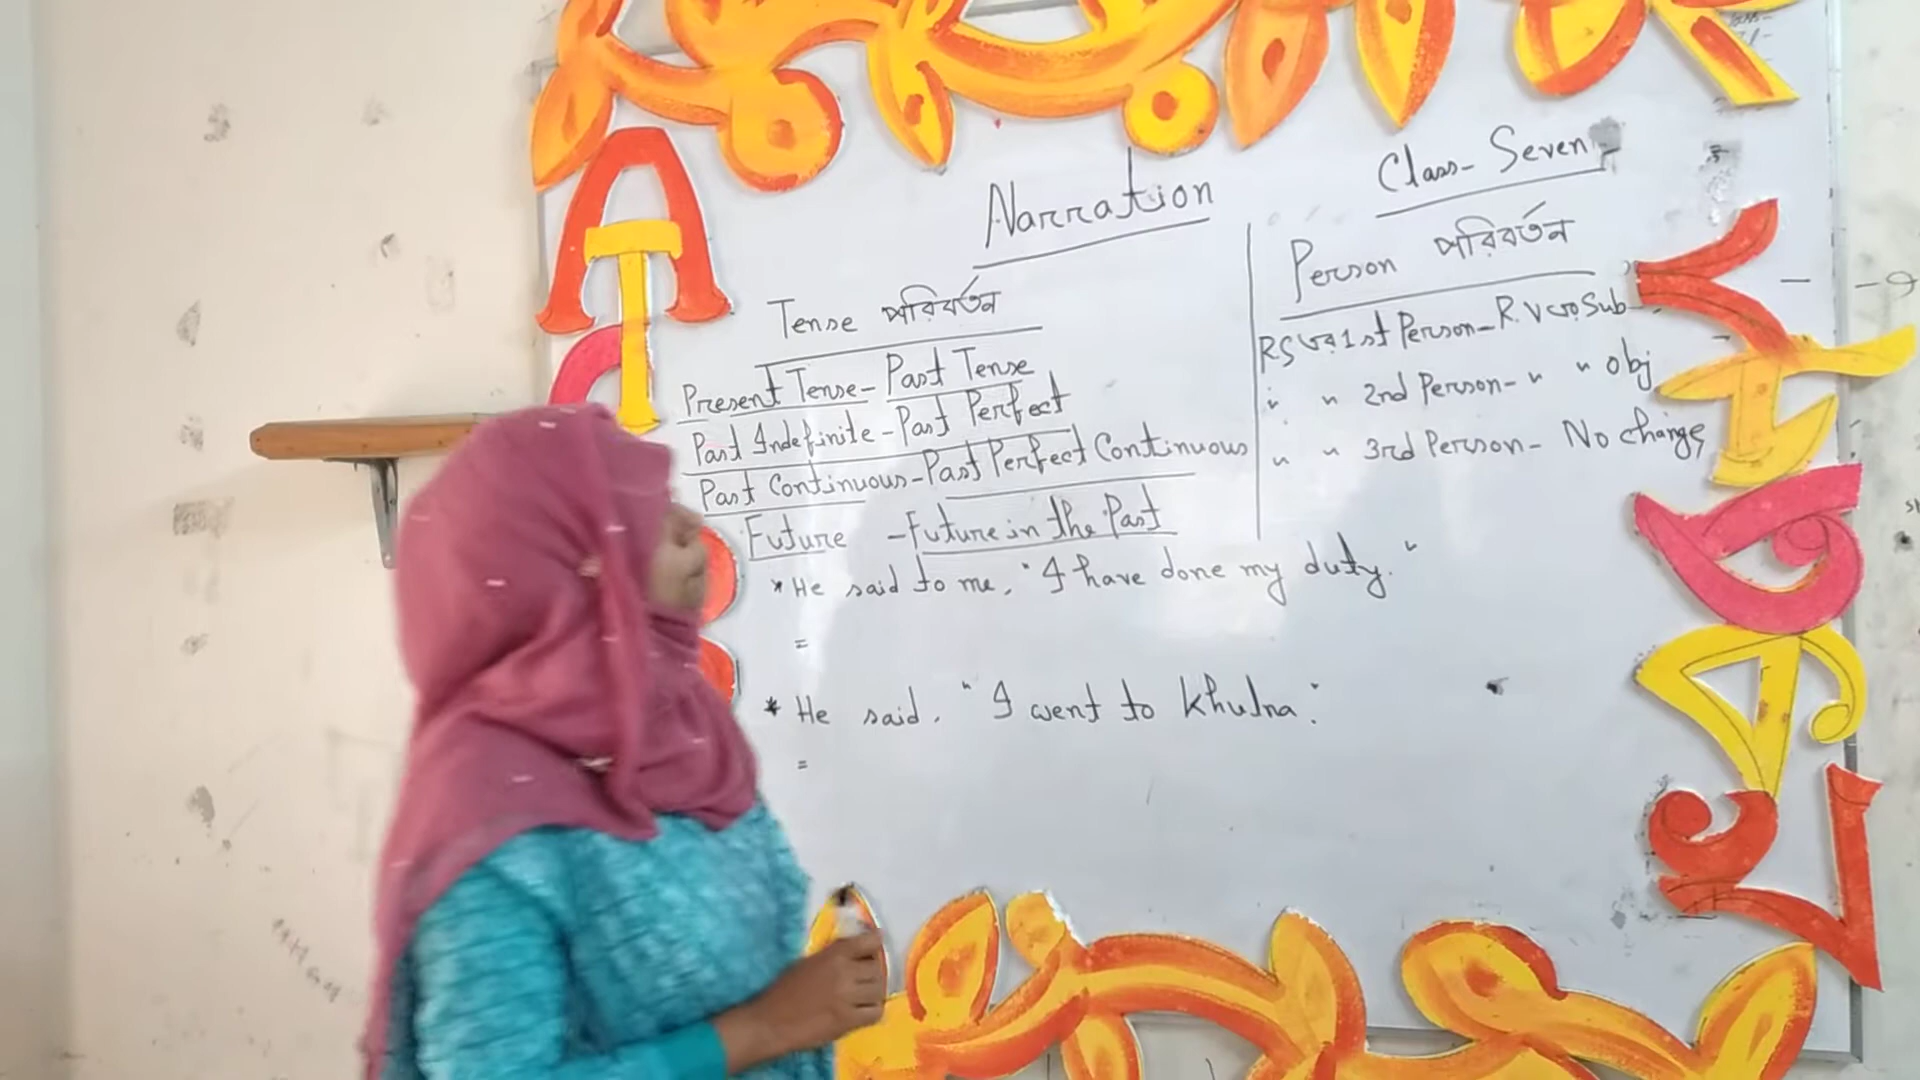 Narration
Class- Seven
Tense পরিবর্তন
Present Tense- Past Tense
Past Indefinite - Past Perfect
Past Continuous - Past Perfect Continuous
Future - Future in the Past
Person পরিবর্তন
RS এর 1st Person - R.V এর Sub
" " 2nd Person - " " obj
" " 3rd Person - No change
* He said to me, "I have done my duty."
=
* He said, "I went to Khulna."
=